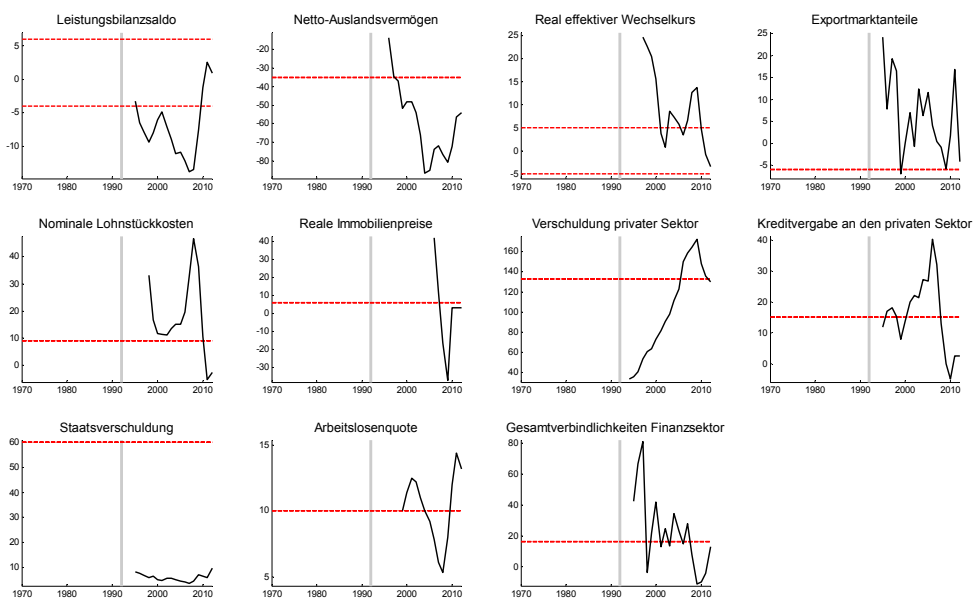 Leistungsbilanzsaldo
5
0
-5
-10
1970 1980 1990 2000 2010
Netto-Auslandsvermögen
-20
-30
-40
-50
-60
-70
-80
1970 1980 1990 2000 2010
Real effektiver Wechselkurs
25
20
15
10
5
0
-5
1970 1980 1990 2000 2010
Exportmarktanteile
25
20
15
10
5
0
-5
1970 1980 1990 2000 2010
Nominale Lohnstückkosten
40
30
20
10
0
1970 1980 1990 2000 2010
Reale Immobilienpreise
40
30
20
10
0
-10
-20
-30
1970 1980 1990 2000 2010
Verschuldung privater Sektor
160
140
120
100
80
60
40
1970 1980 1990 2000 2010
Kreditvergabe an den privaten Sektor
40
30
20
10
0
1970 1980 1990 2000 2010
Staatsverschuldung
60
50
40
30
20
10
1970 1980 1990 2000 2010
Arbeitslosenquote
15
10
5
1970 1980 1990 2000 2010
Gesamtverbindlichkeiten Finanzsektor
80
60
40
20
0
1970 1980 1990 2000 2010